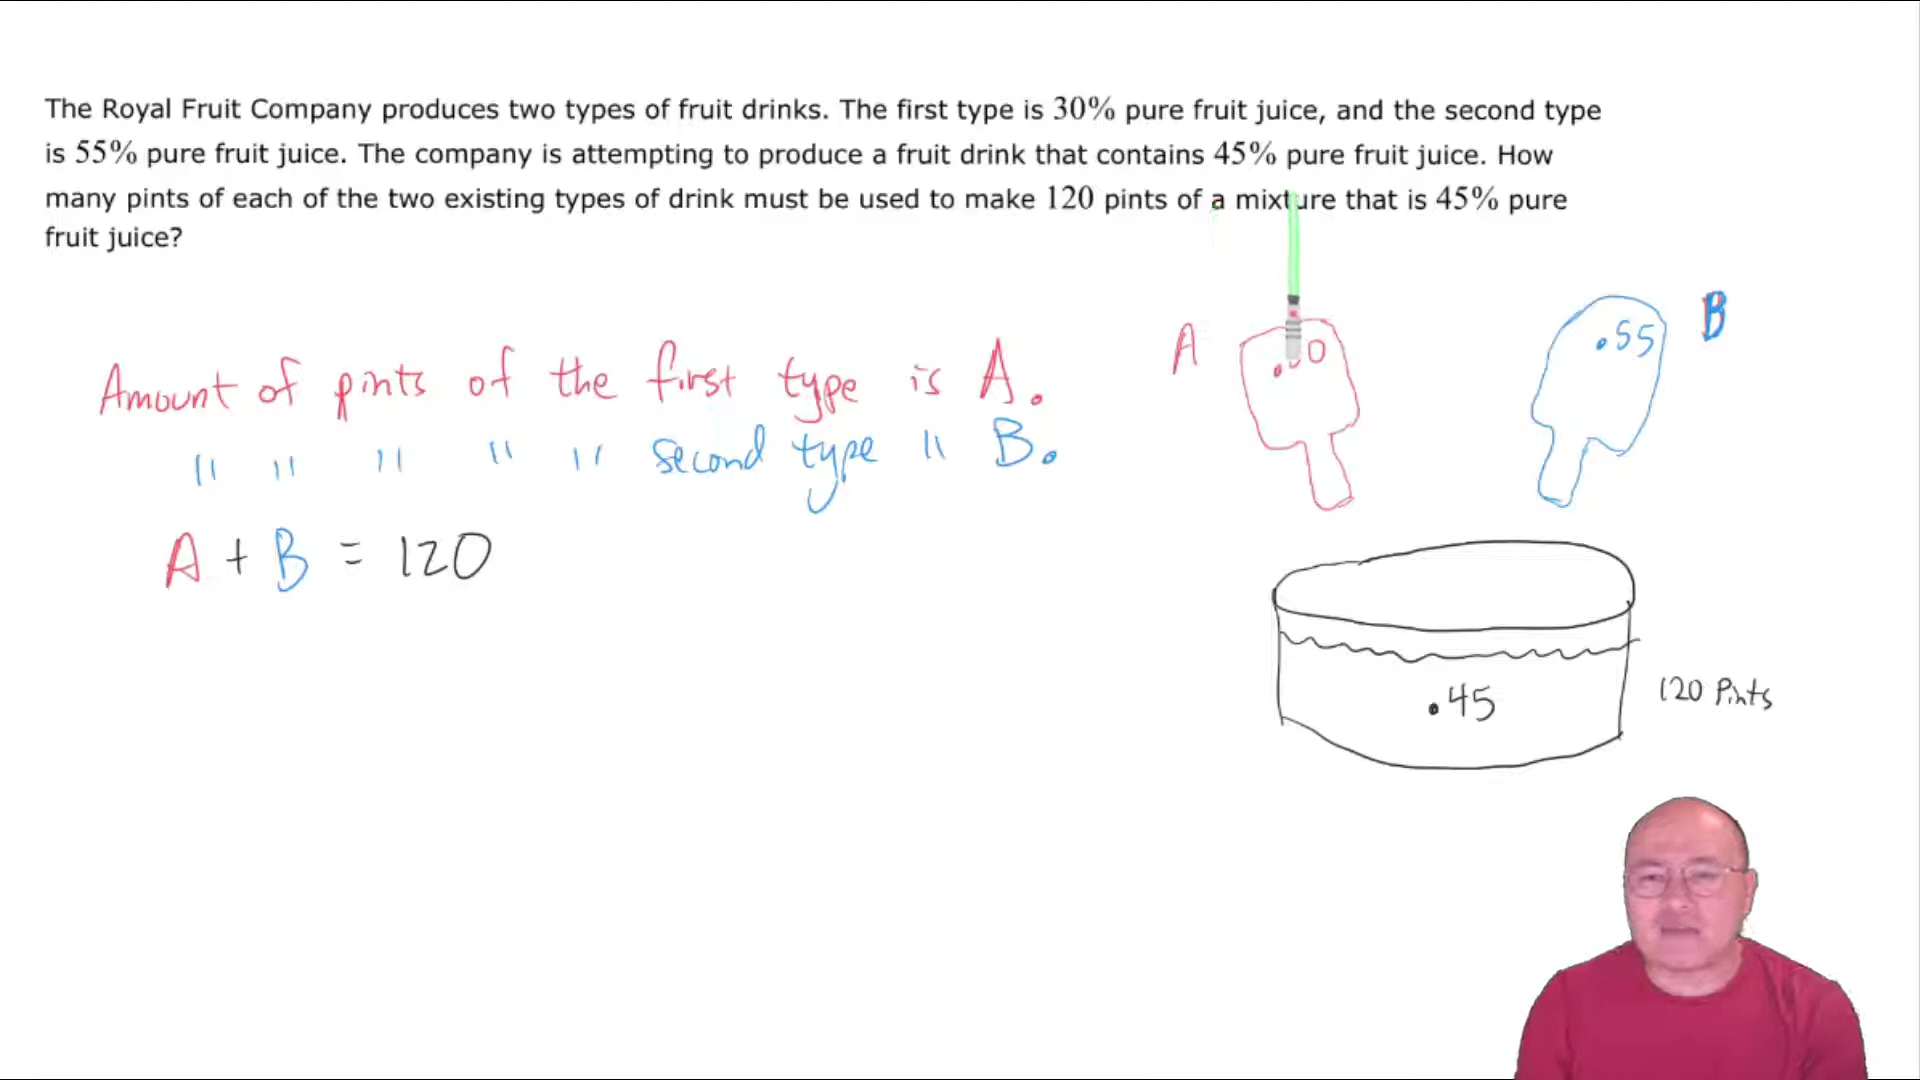 The Royal Fruit Company produces two types of fruit drinks. The first type is 30% pure fruit juice, and the second type
is 55% pure fruit juice. The company is attempting to produce a fruit drink that contains 45% pure fruit juice. How
many pints of each of the two existing types of drink must be used to make 120 pints of a mixture that is 45% pure
fruit juice?
Amount of pints of the first type is A.
" " " " " second type " B.
A + B = 120
A
B
.55
.45
120 Pints